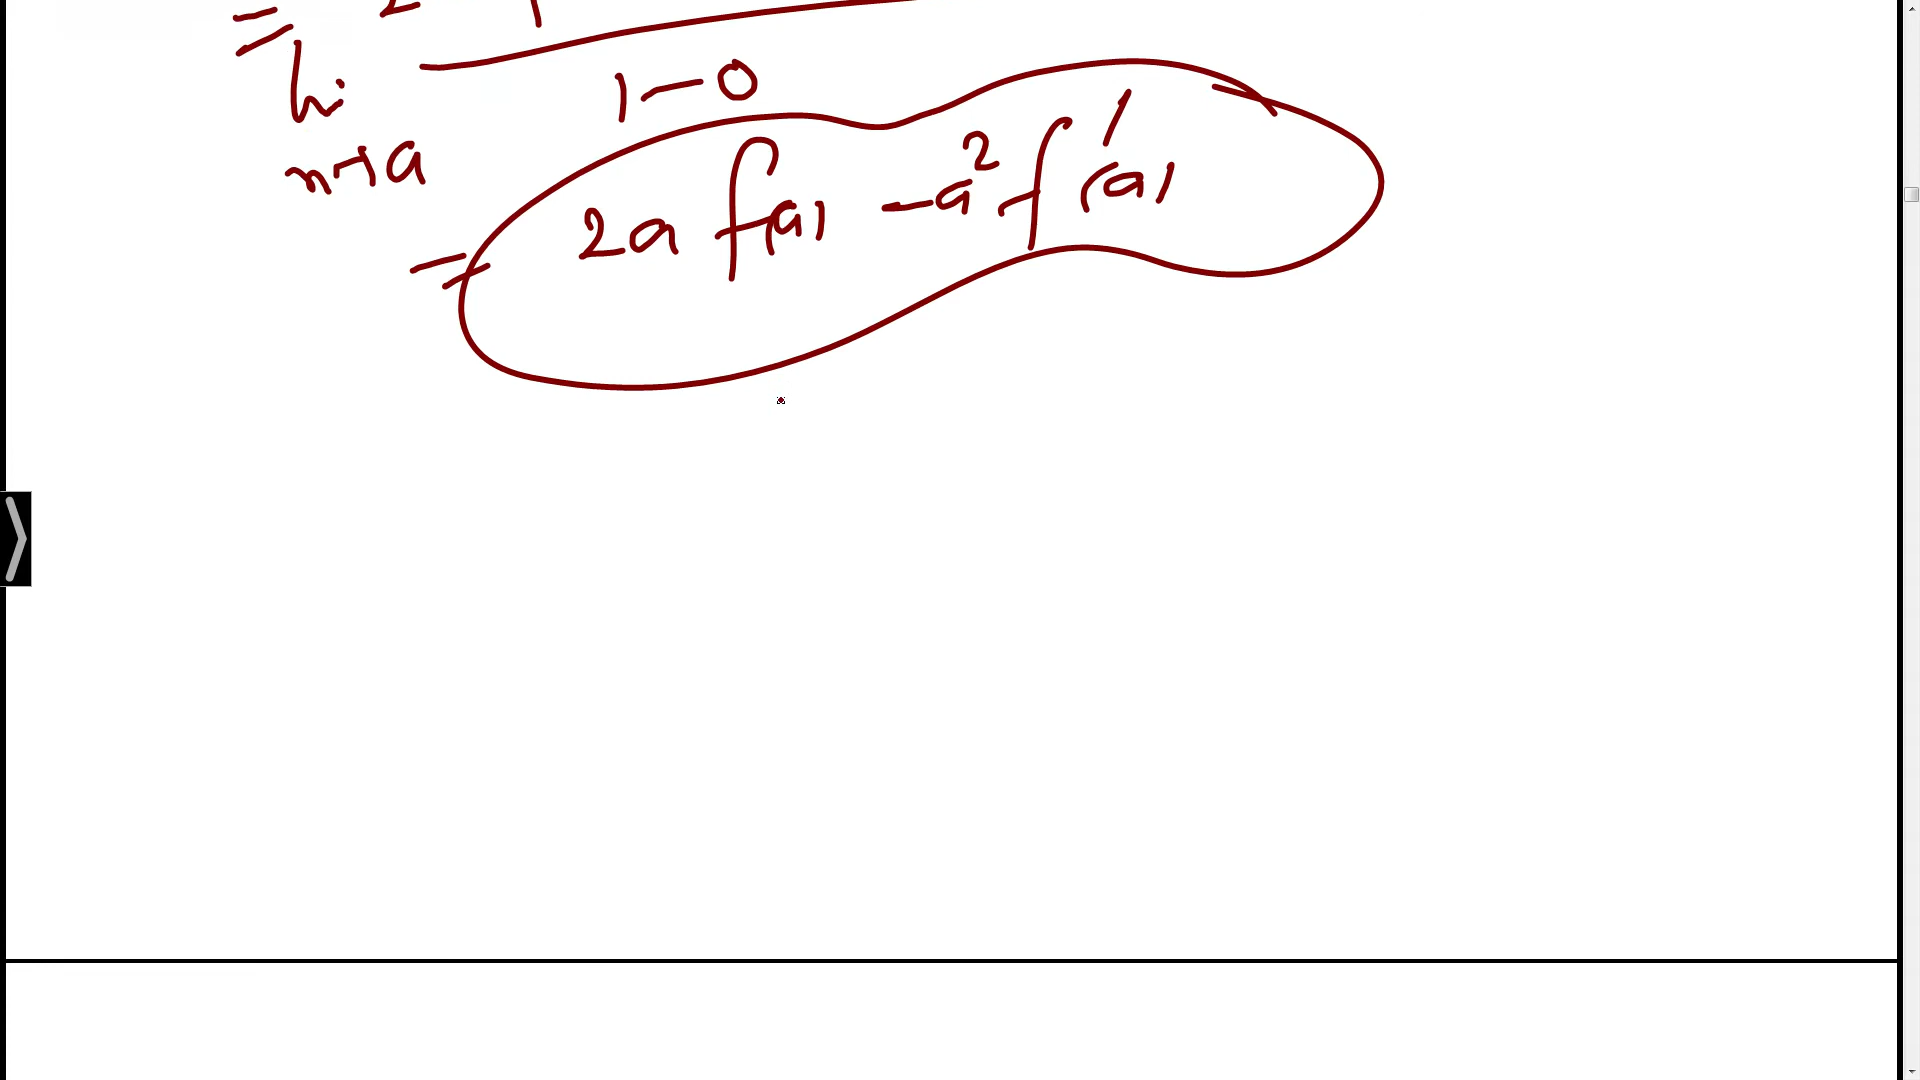 =
1-0
lim
x→a
= 2a f(a) - a² f'(a)